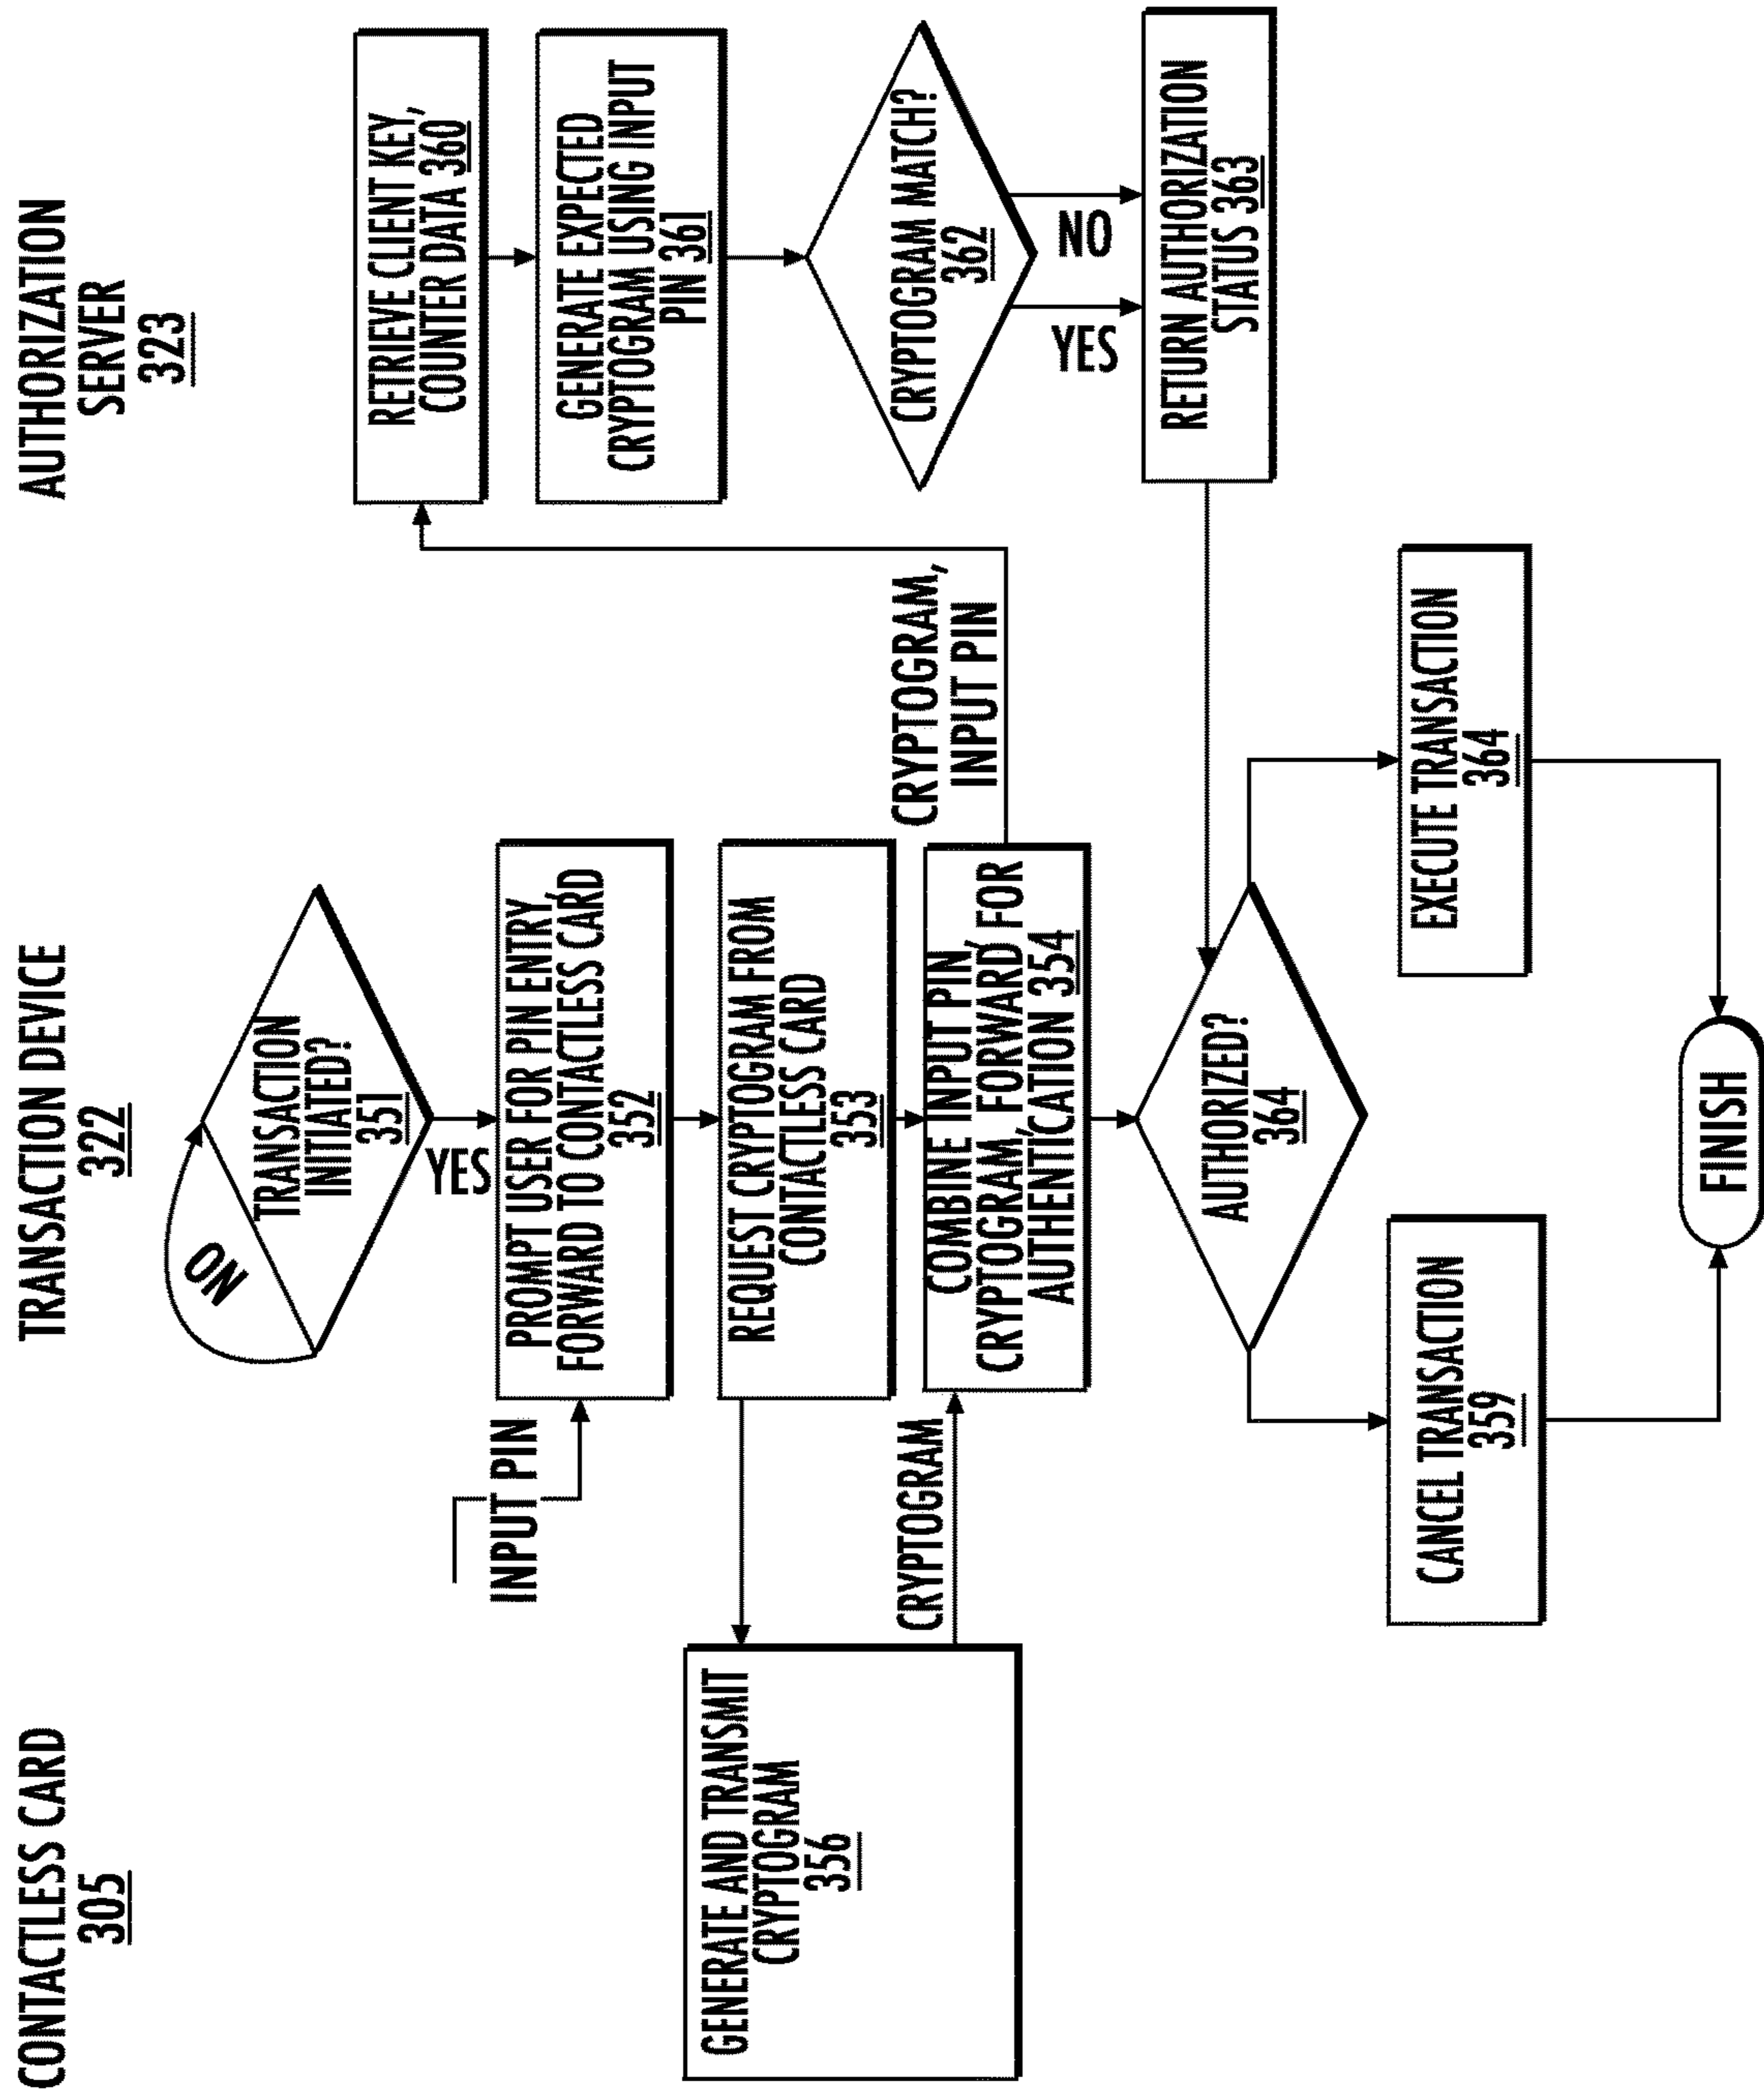 CONTACTLESS CARD
305
TRANSACTION DEVICE
322
AUTHORIZATION
SERVER
323
NO
TRANSACTION
INITIATED?
351
YES
INPUT PIN
PROMPT USER FOR PIN ENTRY,
FORWARD TO CONTACTLESS CARD
352
REQUEST CRYPTOGRAM FROM
CONTACTLESS CARD
353
GENERATE AND TRANSMIT
CRYPTOGRAM
356
CRYPTOGRAM
COMBINE INPUT PIN,
CRYPTOGRAM, FORWARD FOR
AUTHENTICATION 354
CRYPTOGRAM,
INPUT PIN
RETRIEVE CLIENT KEY,
COUNTER DATA 360
GENERATE EXPECTED
CRYPTOGRAM USING INPUT
PIN 361
CRYPTOGRAM MATCH?
362
YES
NO
RETURN AUTHORIZATION
STATUS 363
AUTHORIZED?
364
CANCEL TRANSACTION
359
EXECUTE TRANSACTION
364
FINISH